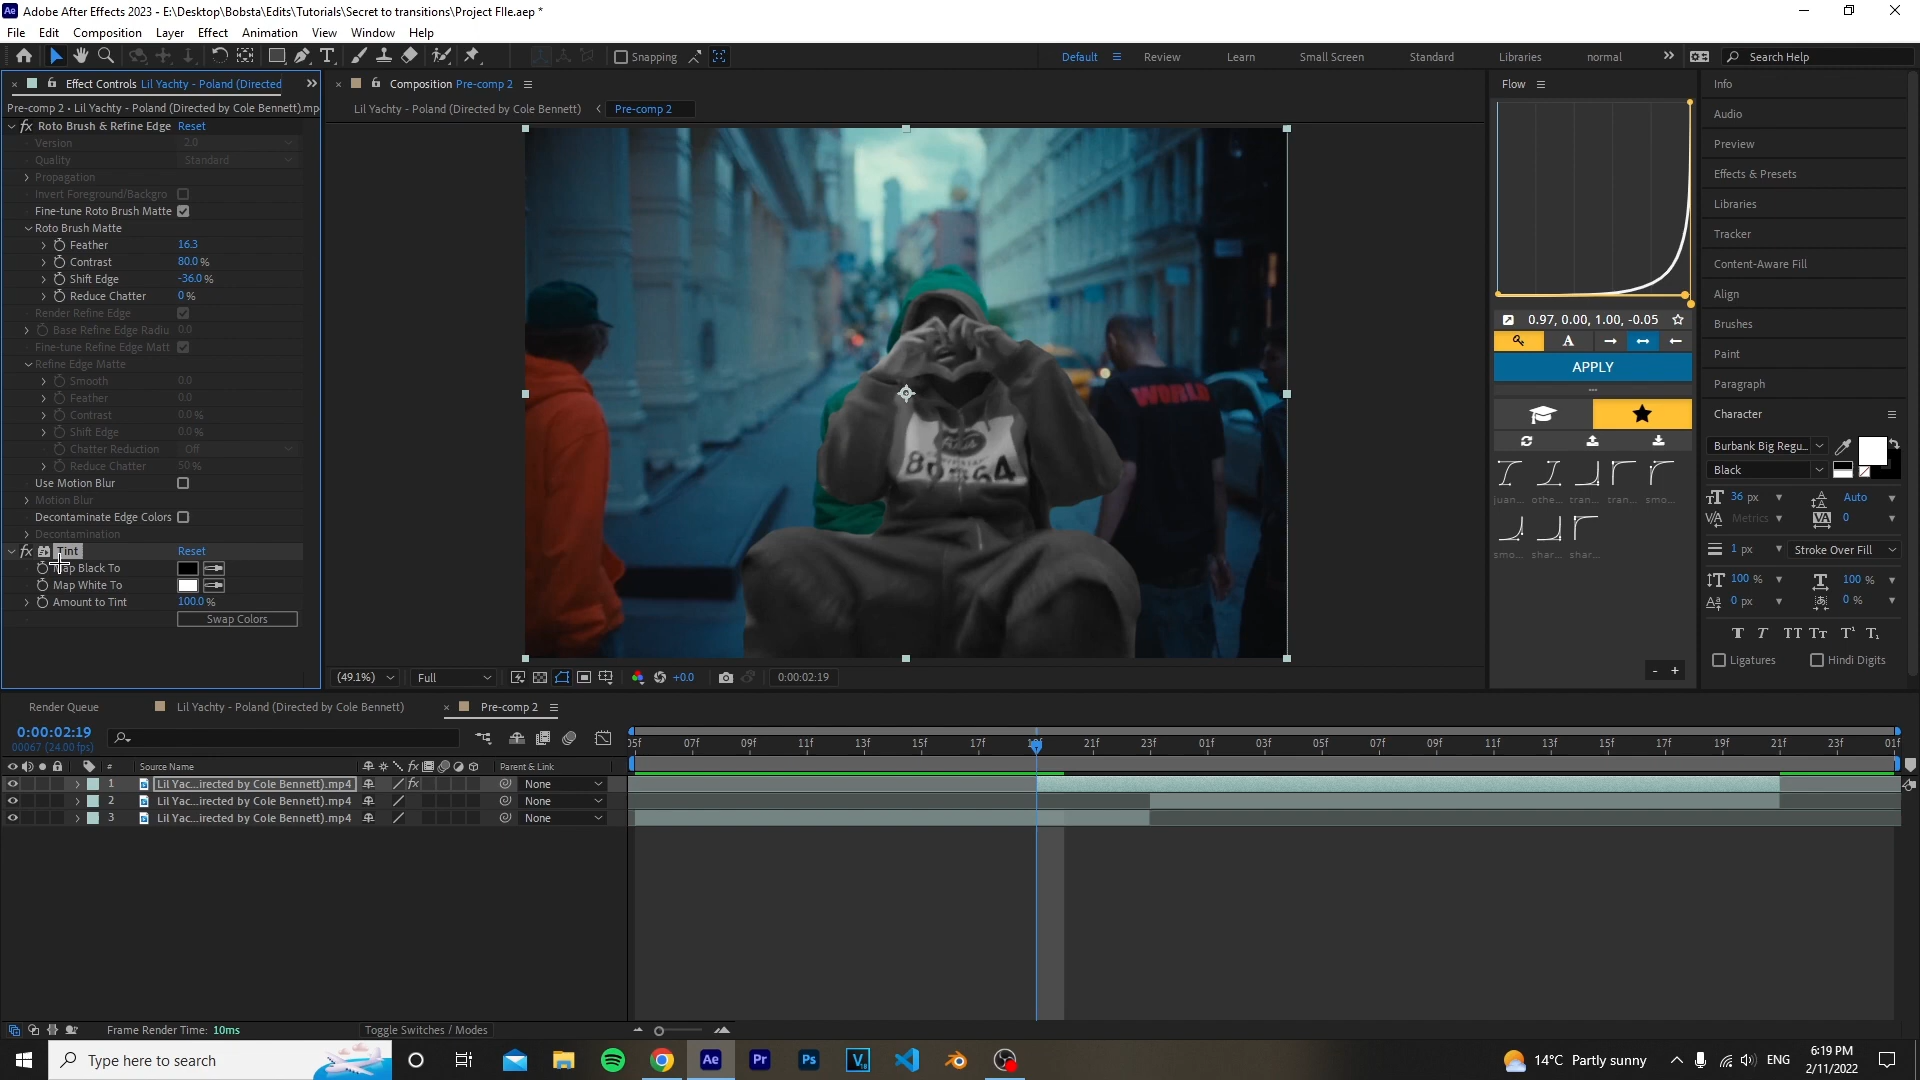 Adobe After Effects 2023 - E:\Desktop\Bobsta\Edits\Tutorials\Secret to transitions\Project FIle.aep *
File Edit Composition Layer Effect Animation View Window Help
Snapping
Default Review Learn Small Screen Standard Libraries normal Search Help
Effect Controls Lil Yachty - Poland (Directed
Pre-comp 2 • Lil Yachty - Poland (Directed by Cole Bennett).mp
fx Roto Brush & Refine Edge Reset
Version 2.0
Quality Standard
Propagation
Invert Foreground/Backgro
Fine-tune Roto Brush Matte
Roto Brush Matte
Feather 16.3
Contrast 80.0 %
Shift Edge -36.0 %
Reduce Chatter 0 %
Render Refine Edge
Base Refine Edge Radiu 0.0
Fine-tune Refine Edge Matt
Refine Edge Matte
Smooth 0.0
Feather 0.0
Contrast 0.0 %
Shift Edge 0.0 %
Chatter Reduction Off
Reduce Chatter 50 %
Use Motion Blur
Motion Blur
Decontaminate Edge Colors
Decontamination
fx Tint Reset
Map Black To
Map White To
Amount to Tint 100.0 %
Swap Colors
Composition Pre-comp 2
Lil Yachty - Poland (Directed by Cole Bennett) Pre-comp 2
WORLD
(49.1%) Full +0.0 0:00:02:19
Flow
0.97, 0.00, 1.00, -0.05
A
APPLY
juan... othe... tran... tran... smo...
smo... shar... shar...
- +
Info
Audio
Preview
Effects & Presets
Libraries
Tracker
Content-Aware Fill
Align
Brushes
Paint
Paragraph
Character
Burbank Big Regu...
Black
36 px Auto
Metrics 0
1 px Stroke Over Fill
100 % 100 %
0 px 0 %
T T TT Tt T¹ T₁
Ligatures Hindi Digits
Render Queue Lil Yachty - Poland (Directed by Cole Bennett) Pre-comp 2
0:00:02:19
00067 (24.00 fps)
05f 07f 09f 11f 13f 15f 17f 19f 21f 23f 01f 03f 05f 07f 09f 11f 13f 15f 17f 19f 21f 23f 01f
# Source Name fx Parent & Link
1 Lil Yac...irected by Cole Bennett).mp4 fx None
2 Lil Yac...irected by Cole Bennett).mp4 None
3 Lil Yac...irected by Cole Bennett).mp4 None
Frame Render Time: 10ms Toggle Switches / Modes
Type here to search
Ae Pr Ps V
14°C Partly sunny ENG
6:19 PM
2/11/2022